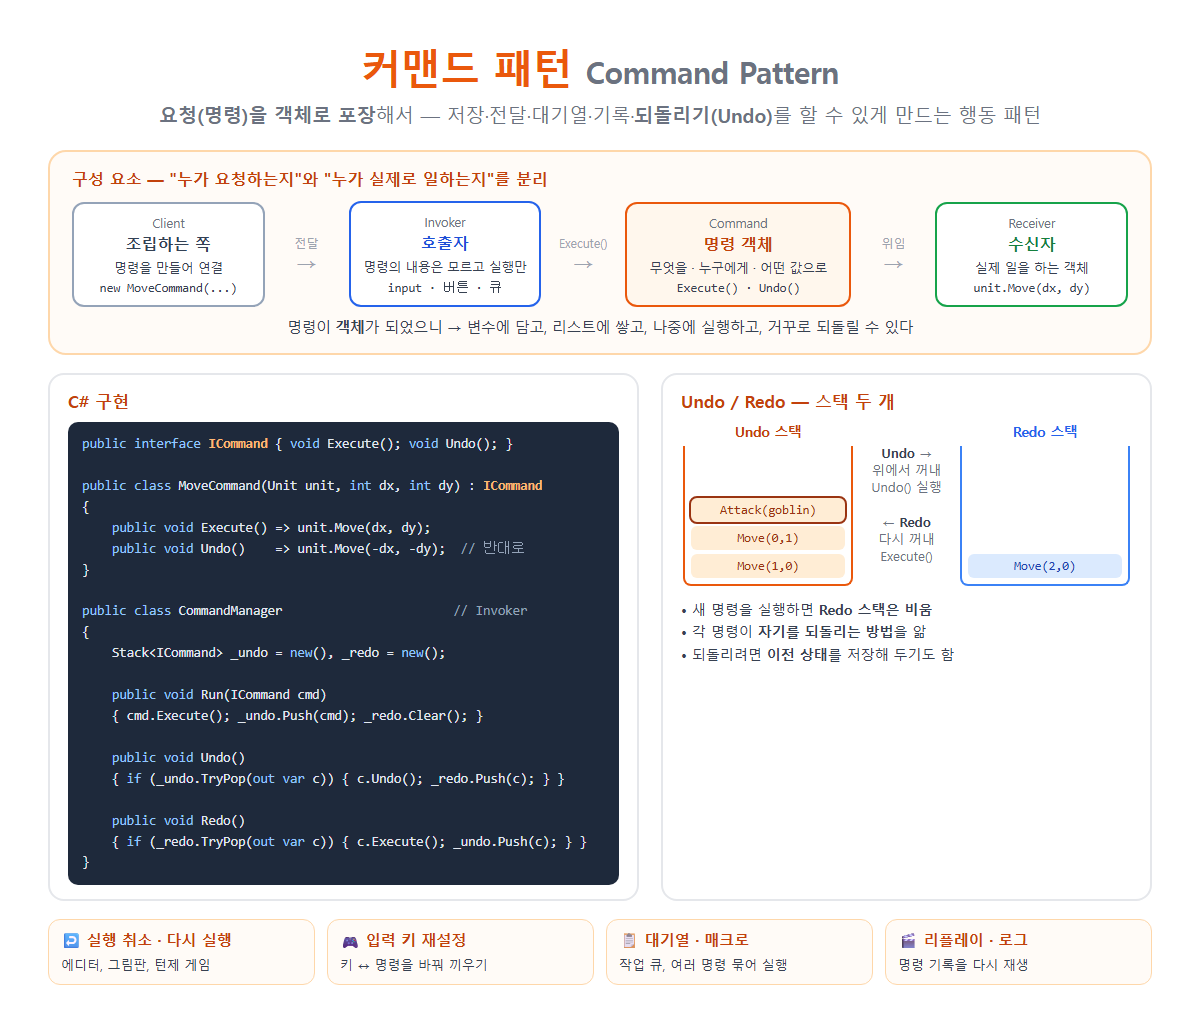 커맨드 패턴 Command Pattern
요청(명령)을 객체로 포장해서 — 저장·전달·대기열·기록·되돌리기(Undo)를 할 수 있게 만드는 행동 패턴
구성 요소 — "누가 요청하는지"와 "누가 실제로 일하는지"를 분리
Client
조립하는 쪽
명령을 만들어 연결
new MoveCommand(...)
전달
→
Invoker
호출자
명령의 내용은 모르고 실행만
input · 버튼 · 큐
Execute()
→
Command
명령 객체
무엇을 · 누구에게 · 어떤 값으로
Execute() · Undo()
위임
→
Receiver
수신자
실제 일을 하는 객체
unit.Move(dx, dy)
명령이 객체가 되었으니 → 변수에 담고, 리스트에 쌓고, 나중에 실행하고, 거꾸로 되돌릴 수 있다
C# 구현
public interface ICommand { void Execute(); void Undo(); }
public class MoveCommand(Unit unit, int dx, int dy) : ICommand
{
    public void Execute() => unit.Move(dx, dy);
    public void Undo()    => unit.Move(-dx, -dy);  // 반대로
}
public class CommandManager                       // Invoker
{
    Stack<ICommand> _undo = new(), _redo = new();
    public void Run(ICommand cmd)
    { cmd.Execute(); _undo.Push(cmd); _redo.Clear(); }
    public void Undo()
    { if (_undo.TryPop(out var c)) { c.Undo(); _redo.Push(c); } }
    public void Redo()
    { if (_redo.TryPop(out var c)) { c.Execute(); _undo.Push(c); } }
}
Undo / Redo — 스택 두 개
Undo 스택
Attack(goblin)
Move(0,1)
Move(1,0)
Undo →
위에서 꺼내
Undo() 실행
← Redo
다시 꺼내
Execute()
Redo 스택
Move(2,0)
• 새 명령을 실행하면 Redo 스택은 비움
• 각 명령이 자기를 되돌리는 방법을 앎
• 되돌리려면 이전 상태를 저장해 두기도 함
↩️ 실행 취소 · 다시 실행
에디터, 그림판, 턴제 게임
🎮 입력 키 재설정
키 ↔ 명령을 바꿔 끼우기
📋 대기열 · 매크로
작업 큐, 여러 명령 묶어 실행
🎬 리플레이 · 로그
명령 기록을 다시 재생